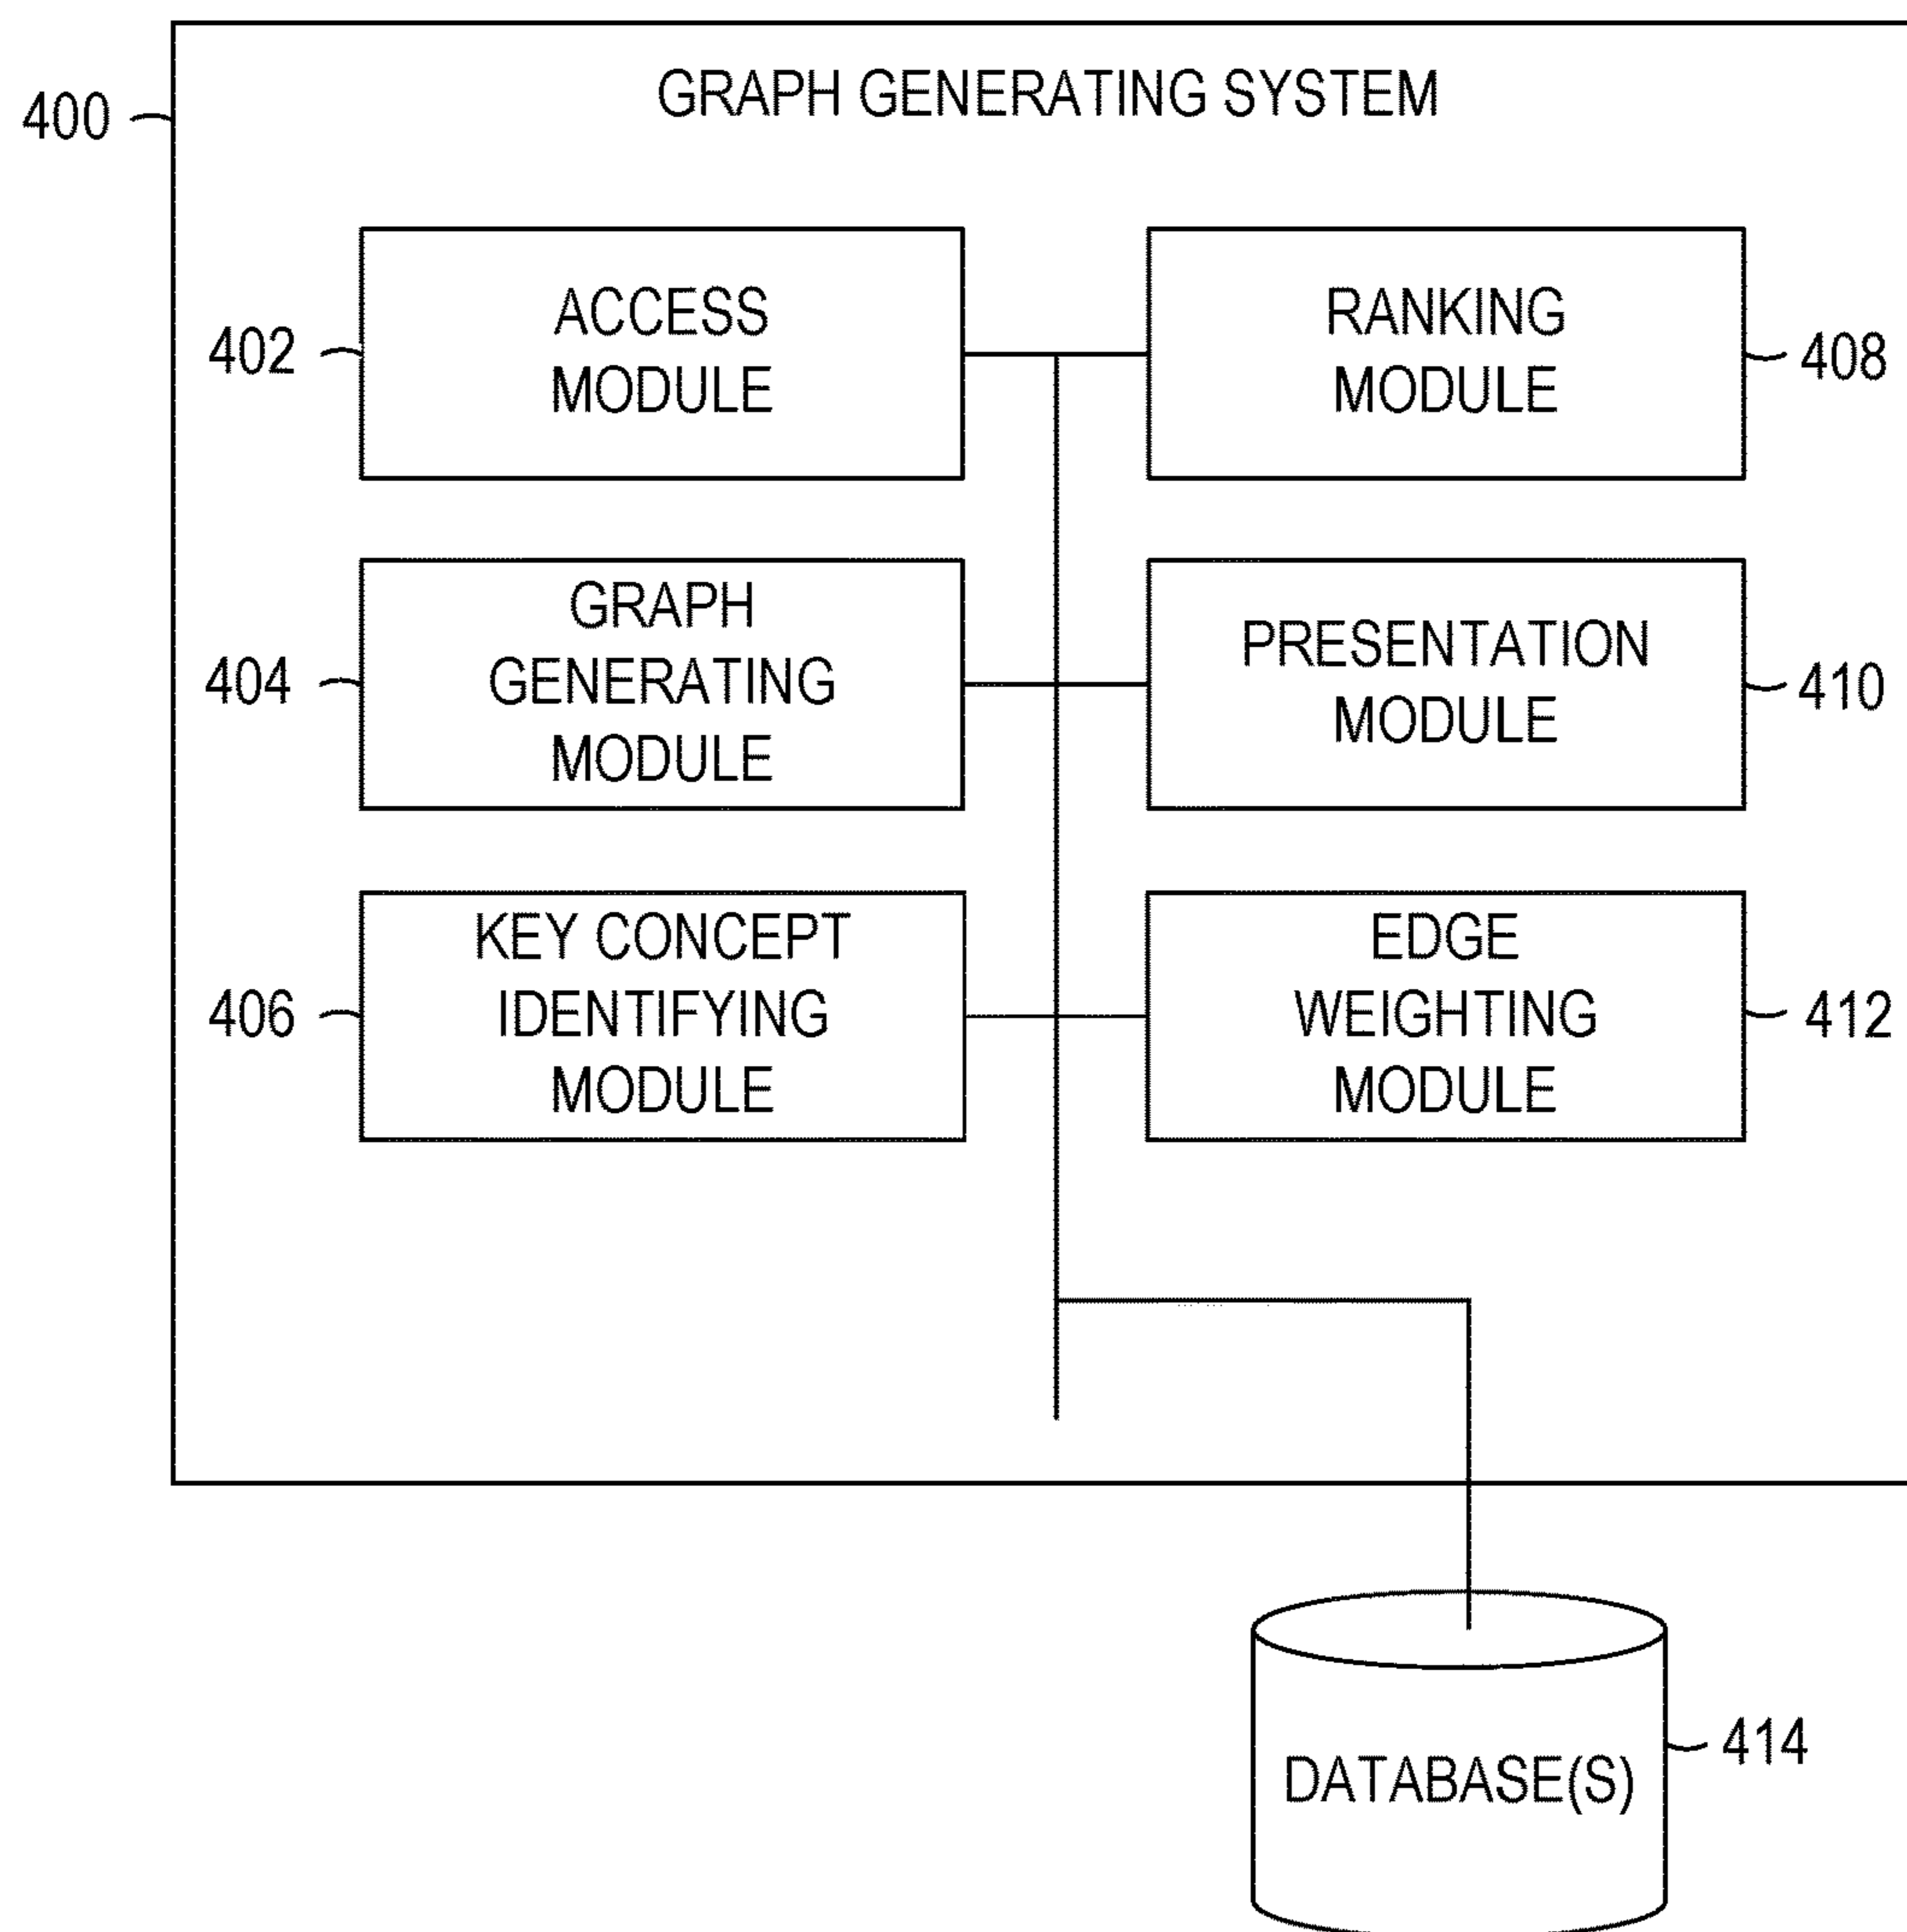 GRAPH GENERATING SYSTEM
400
ACCESS
MODULE
402
RANKING
MODULE
408
GRAPH
GENERATING
MODULE
404
PRESENTATION
MODULE
410
KEY CONCEPT
IDENTIFYING
MODULE
406
EDGE
WEIGHTING
MODULE
412
DATABASE(S)
414